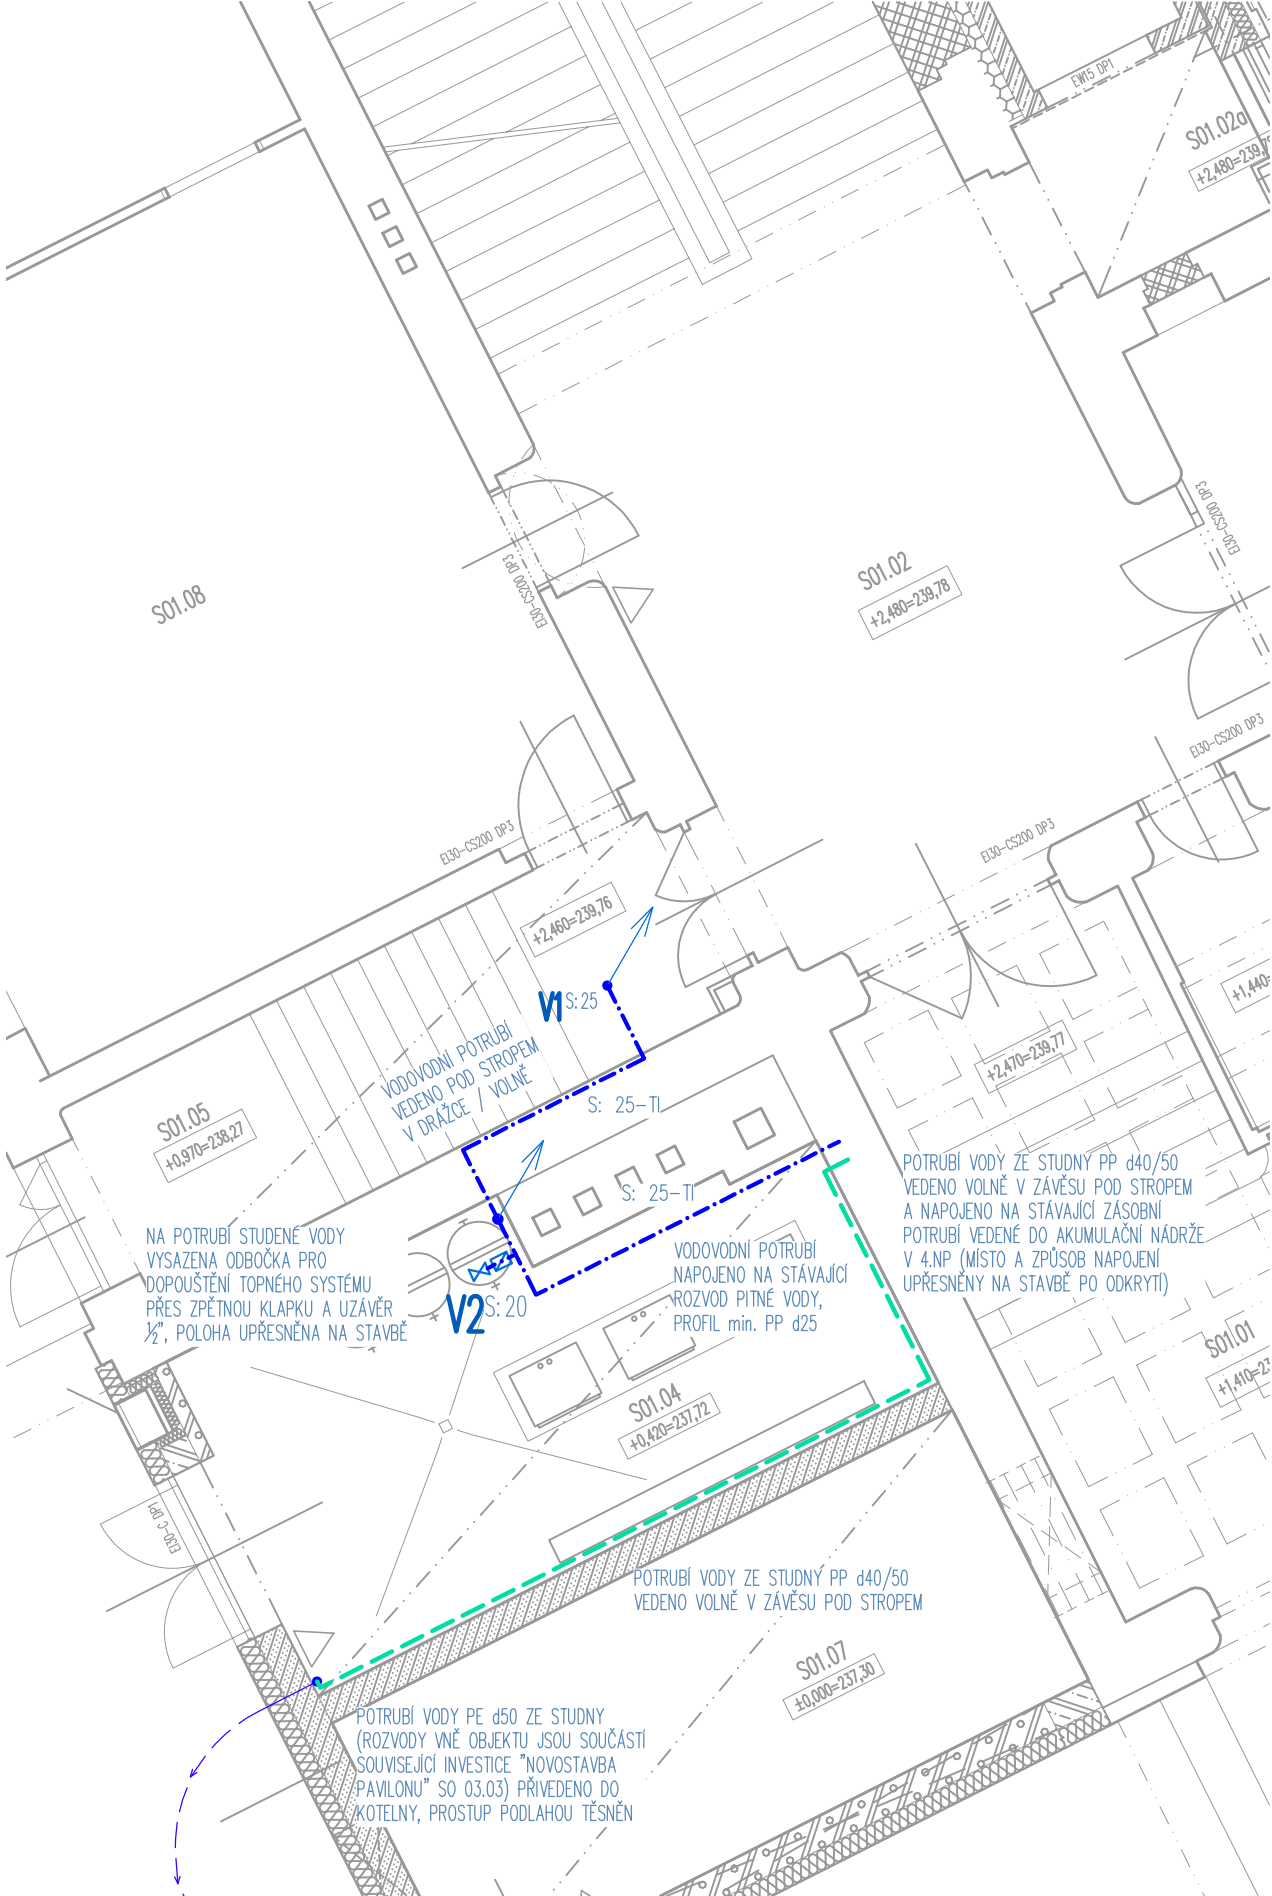 EW15 DP1
S01.02a
+2,480=239,78
EI30-CS200 DP3
S01.02
+2,480=239,78
EI30-CS200 DP3
S01.08
EI30-CS200 DP3
EI30-CS200 DP3
EI30-CS200 DP3
+2,460=239,76
V1 S:25
+1,440=
+2,470=239,77
VODOVODNÍ POTRUBÍ
VEDENO POD STROPEM
V DRÁŽCE / VOLNĚ
S: 25-TI
S01.05
+0,970=238,27
S: 25-TI
POTRUBÍ VODY ZE STUDNY PP d40/50
VEDENO VOLNĚ V ZÁVĚSU POD STROPEM
A NAPOJENO NA STÁVAJÍCÍ ZÁSOBNÍ
POTRUBÍ VEDENÉ DO AKUMULAČNÍ NÁDRŽE
V 4.NP (MÍSTO A ZPŮSOB NAPOJENÍ
UPŘESNĚNY NA STAVBĚ PO ODKRYTÍ)
NA POTRUBÍ STUDENÉ VODY
VYSAZENA ODBOČKA PRO
DOPOUŠTĚNÍ TOPNÉHO SYSTÉMU
PŘES ZPĚTNOU KLAPKU A UZÁVĚR
½", POLOHA UPŘESNĚNA NA STAVBĚ
VODOVODNÍ POTRUBÍ
NAPOJENO NA STÁVAJÍCÍ
ROZVOD PITNÉ VODY,
PROFIL min. PP d25
V2 S: 20
S01.01
+1,410=23
S01.04
+0,420=237,72
EI30-C DP1
POTRUBÍ VODY ZE STUDNY PP d40/50
VEDENO VOLNĚ V ZÁVĚSU POD STROPEM
S01.07
±0,000=237,30
POTRUBÍ VODY PE d50 ZE STUDNY
(ROZVODY VNĚ OBJEKTU JSOU SOUČÁSTÍ
SOUVISEJÍCÍ INVESTICE "NOVOSTAVBA
PAVILONU" SO 03.03) PŘIVEDENO DO
KOTELNY, PROSTUP PODLAHOU TĚSNĚN